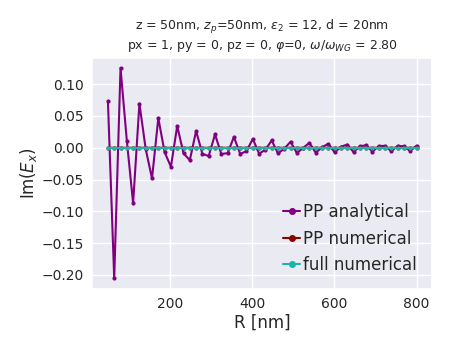 z = 50nm, z_p=50nm, ε_2 = 12, d = 20nm
px = 1, py = 0, pz = 0, φ=0, ω/ω_WG = 2.80
Im(E_x)
0.10
0.05
0.00
−0.05
−0.10
−0.15
−0.20
PP analytical
PP numerical
full numerical
200 400 600 800
R [nm]